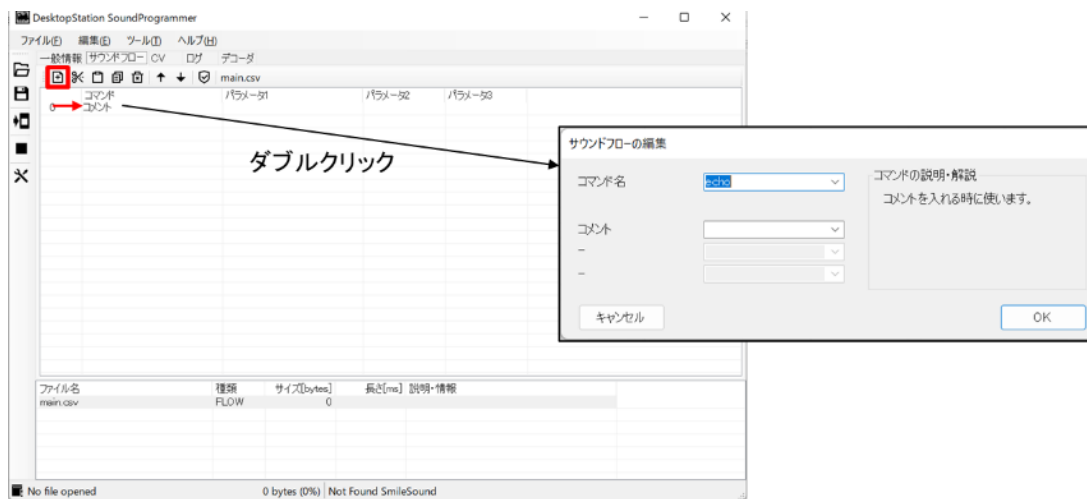 DesktopStation SoundProgrammer
ファイル(F) 編集(E) ツール(T) ヘルプ(H)
一般情報 サウンドフロー CV ログ デコーダ
main.csv
コマンド パラメータ1 パラメータ2 パラメータ3
0 コメント
ダブルクリック
サウンドフローの編集
コマンド名 echo
コマンドの説明・解説
コメントを入れる時に使います。
コメント
-
-
キャンセル OK
ファイル名 種類 サイズ[bytes] 長さ[ms] 説明・情報
main.csv FLOW 0
No file opened 0 bytes (0%) Not Found SmileSound